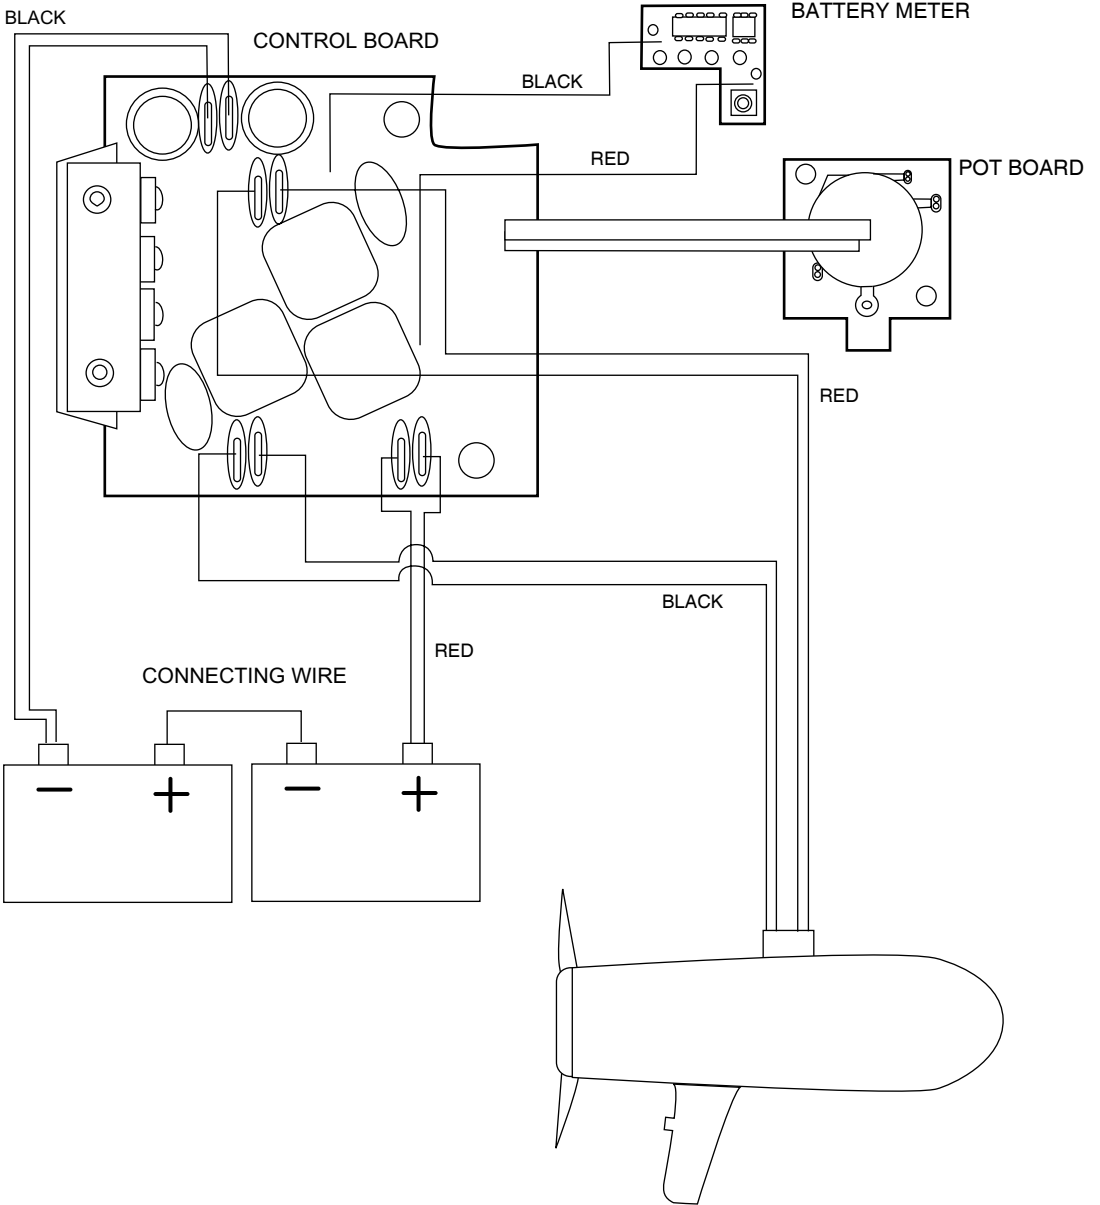 BLACK
BATTERY METER
CONTROL BOARD
BLACK
RED
POT BOARD
RED
BLACK
RED
CONNECTING WIRE
− + − +